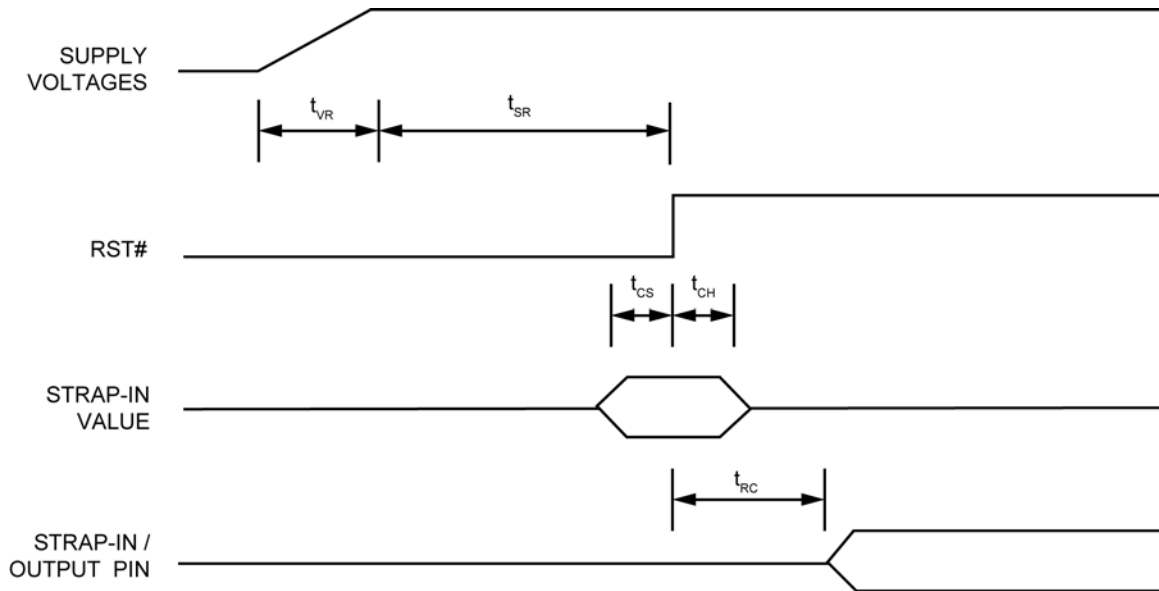 SUPPLY
VOLTAGES
tVR
tSR
RST#
tCS
tCH
STRAP-IN
VALUE
tRC
STRAP-IN /
OUTPUT PIN